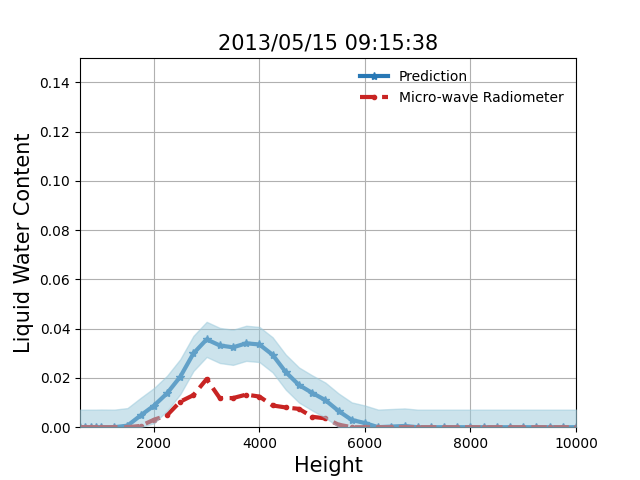 2013/05/15 09:15:38
Prediction
Micro-wave Radiometer
Liquid Water Content
0.14
0.12
0.10
0.08
0.06
0.04
0.02
0.00
2000 4000 6000 8000 10000
Height